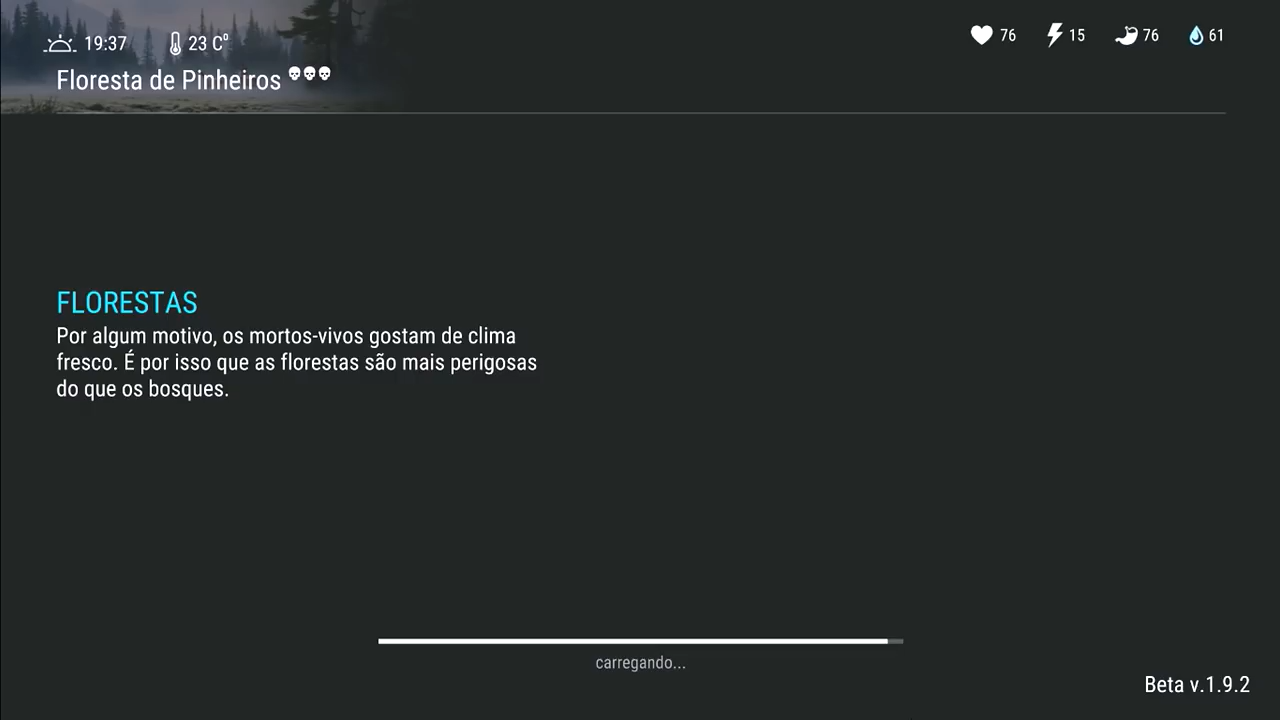 19:37 23 C⁰
76 15 76 61
Floresta de Pinheiros
FLORESTAS
Por algum motivo, os mortos-vivos gostam de clima
fresco. É por isso que as florestas são mais perigosas
do que os bosques.
carregando...
Beta v.1.9.2